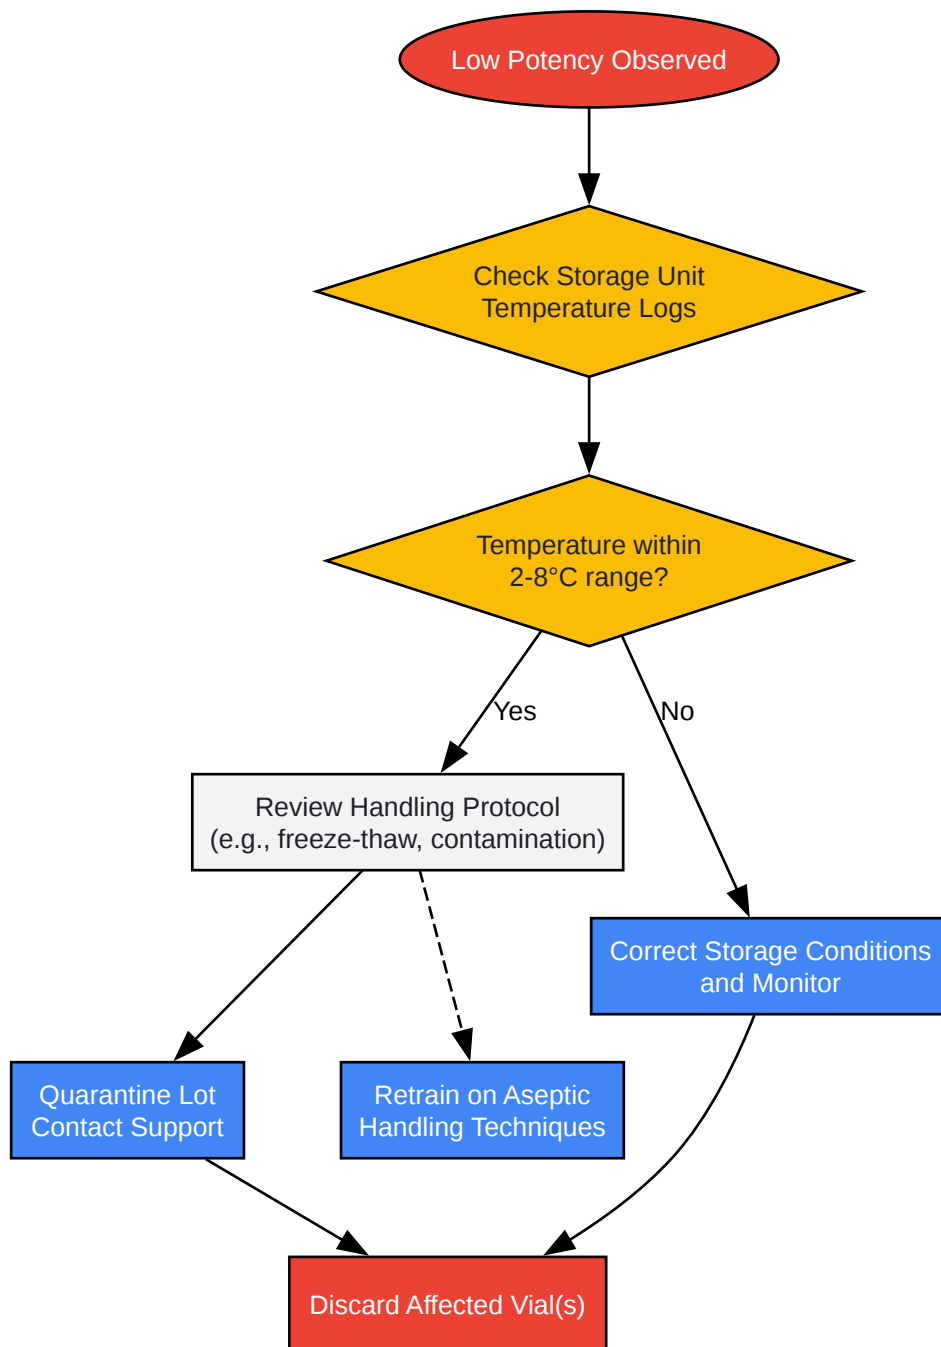 Low Potency Observed
Check Storage Unit
Temperature Logs
Temperature within
2-8°C range?
Yes
No
Review Handling Protocol
(e.g., freeze-thaw, contamination)
Correct Storage Conditions
and Monitor
Quarantine Lot
Contact Support
Retrain on Aseptic
Handling Techniques
Discard Affected Vial(s)